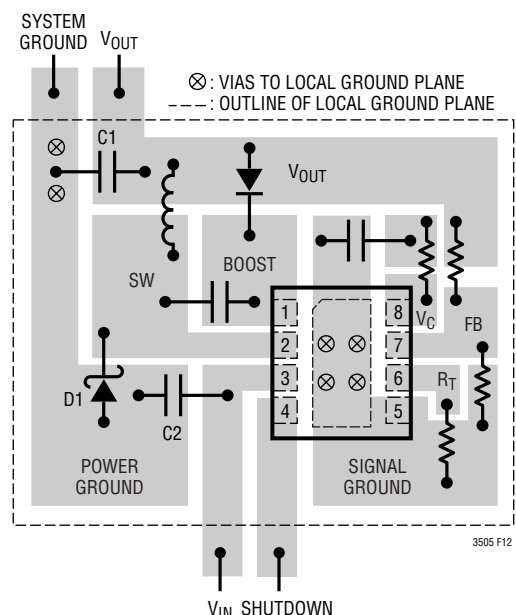 SYSTEM
GROUND
VOUT
⊗: VIAS TO LOCAL GROUND PLANE
---: OUTLINE OF LOCAL GROUND PLANE
C1
VOUT
SW
BOOST
1
2
3
4
8
7
6
5
VC
FB
RT
D1
C2
POWER
GROUND
SIGNAL
GROUND
3505 F12
VIN
SHUTDOWN